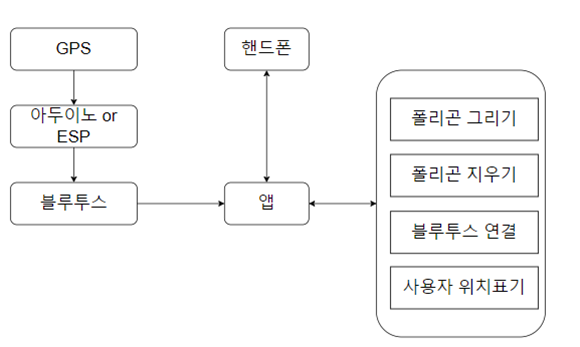 GPS
핸드폰
아두이노 or
ESP
블루투스
앱
폴리곤 그리기
폴리곤 지우기
블루투스 연결
사용자 위치표기